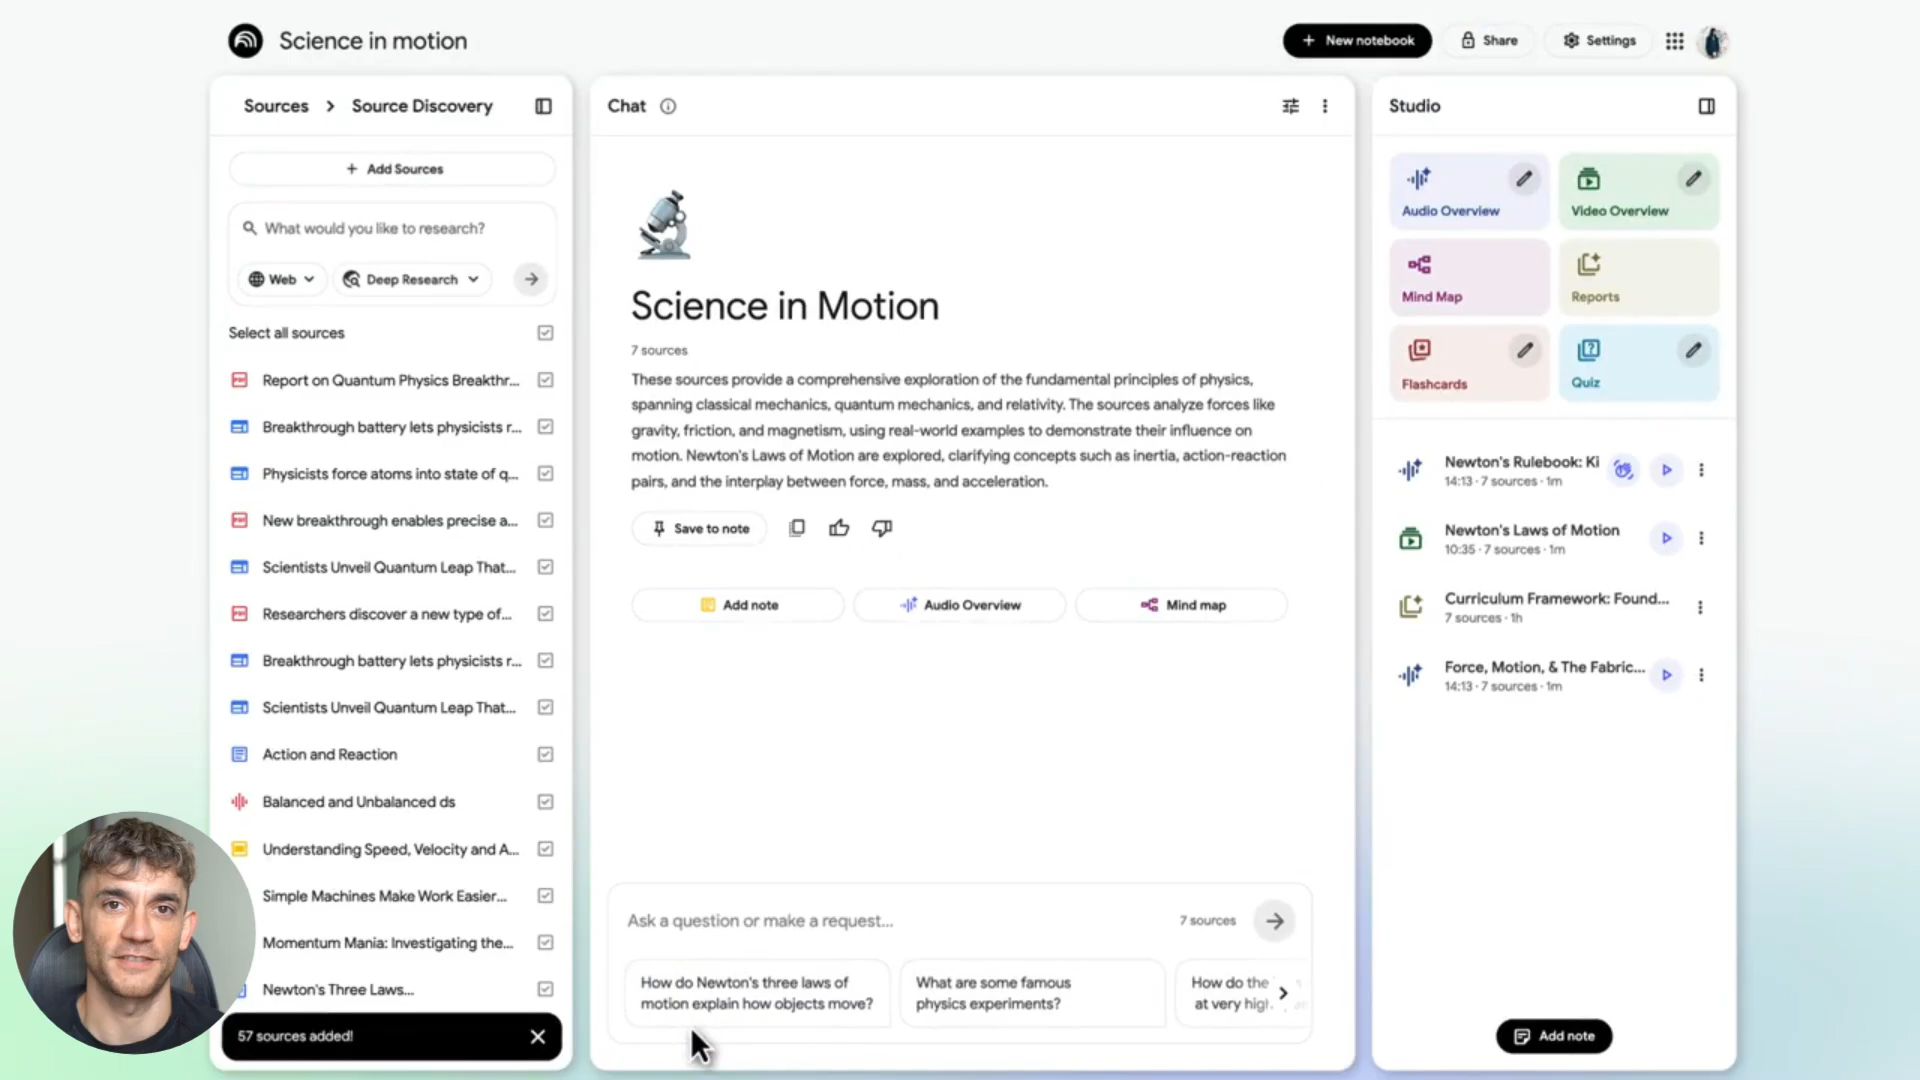 Science in motion
New notebook
Share
Settings
Sources > Source Discovery
+ Add Sources
What would you like to research?
Web
Deep Research
Select all sources
Report on Quantum Physics Breakthr...
Breakthrough battery lets physicists r...
Physicists force atoms into state of q...
New breakthrough enables precise a...
Scientists Unveil Quantum Leap That...
Researchers discover a new type of...
Breakthrough battery lets physicists r...
Scientists Unveil Quantum Leap That...
Action and Reaction
Balanced and Unbalanced ds
Understanding Speed, Velocity and A...
Simple Machines Make Work Easier...
Momentum Mania: Investigating the...
Newton's Three Laws...
57 sources added!
Chat
Science in Motion
7 sources
These sources provide a comprehensive exploration of the fundamental principles of physics,
spanning classical mechanics, quantum mechanics, and relativity. The sources analyze forces like
gravity, friction, and magnetism, using real-world examples to demonstrate their influence on
motion. Newton's Laws of Motion are explored, clarifying concepts such as inertia, action-reaction
pairs, and the interplay between force, mass, and acceleration.
Save to note
Add note
Audio Overview
Mind map
Ask a question or make a request...
7 sources
How do Newton's three laws of
motion explain how objects move?
What are some famous
physics experiments?
How do the
at very high
Studio
Audio Overview
Video Overview
Mind Map
Reports
Flashcards
Quiz
Newton's Rulebook: Ki
14:13 · 7 sources · 1m
Newton's Laws of Motion
10:35 · 7 sources · 1m
Curriculum Framework: Found...
7 sources · 1h
Force, Motion, & The Fabric...
14:13 · 7 sources · 1m
Add note